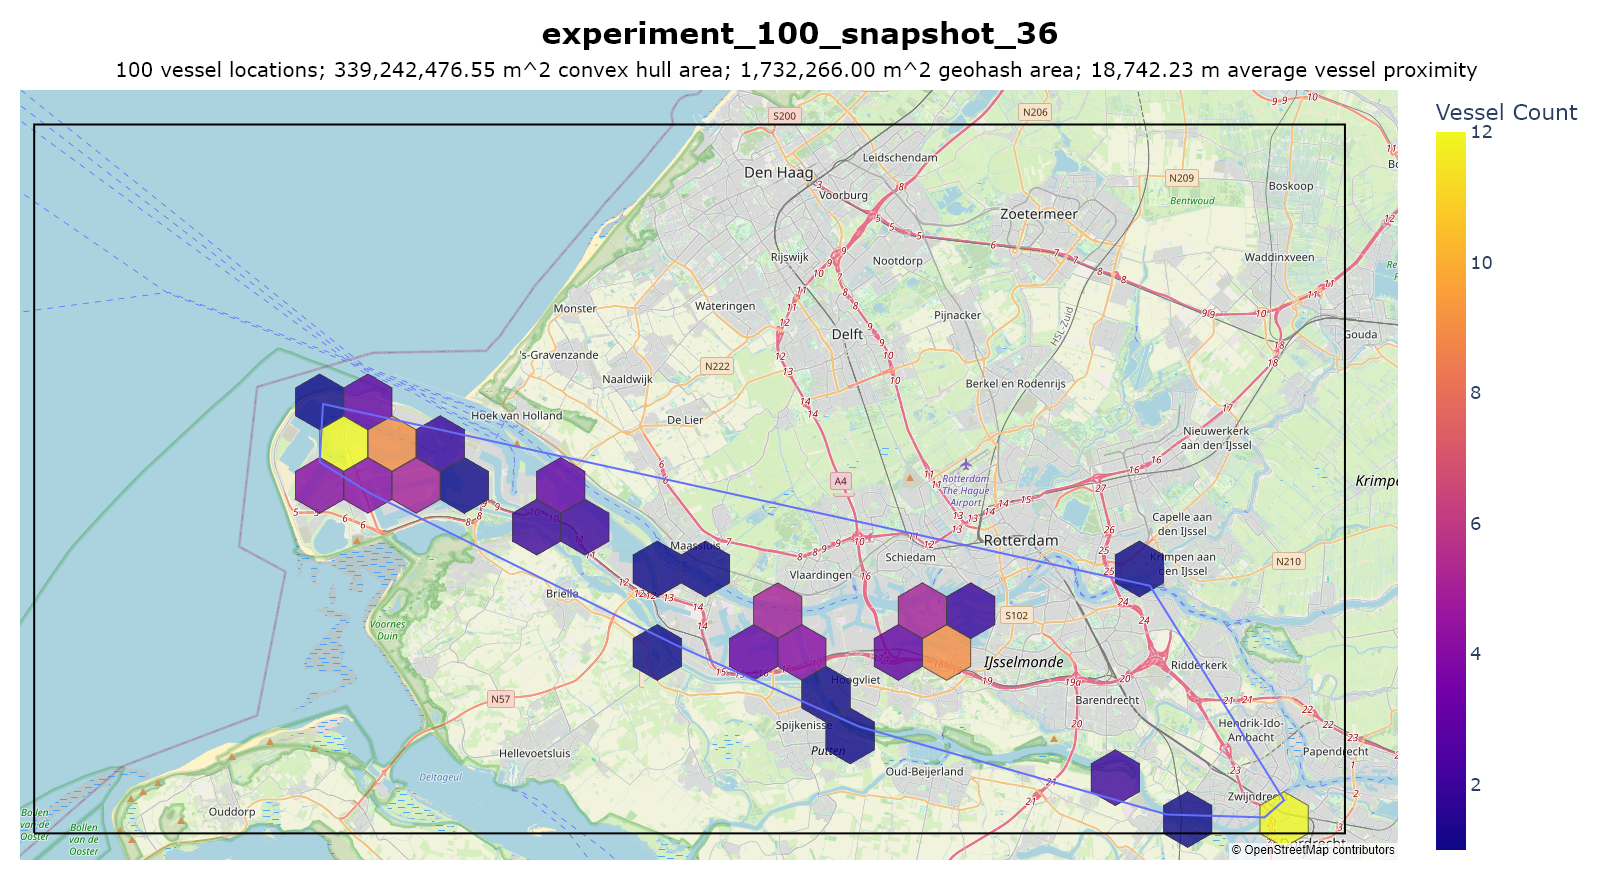 experiment_100_snapshot_36
100 vessel locations; 339,242,476.55 m^2 convex hull area; 1,732,266.00 m^2 geohash area; 18,742.23 m average vessel proximity
Vessel Count
12
10
8
6
4
2
S200
N206
Den Haag
Leidschendam
Voorburg
N209
Boskoop
Bentwoud
Zoetermeer
Rijswijk
Nootdorp
Waddinxveen
Monster
Wateringen
Pijnacker
HSL-Zuid
Delft
Gouda
's-Gravenzande
N222
Naaldwijk
Berkel en Rodenrijs
Hoek van Holland
De Lier
Nieuwerkerk
aan den IJssel
A4
Rotterdam
The Hague
Airport
Krimpe
Capelle aan
den IJssel
Rotterdam
Maassluis
Schiedam
Krimpen aan
den IJssel
N210
Vlaardingen
Brielle
S102
Voornes
Duin
IJsselmonde
Ridderkerk
Hoogvliet
N57
Barendrecht
Spijkenisse
Hendrik-Ido-
Ambacht
Putten
Papendrecht
Hellevoetsluis
Oud-Beijerland
Deltageul
Zwijndrec
Ouddorp
Bollen
van de
Ooster
Bollen
van de
Ooster
© OpenStreetMap contributors